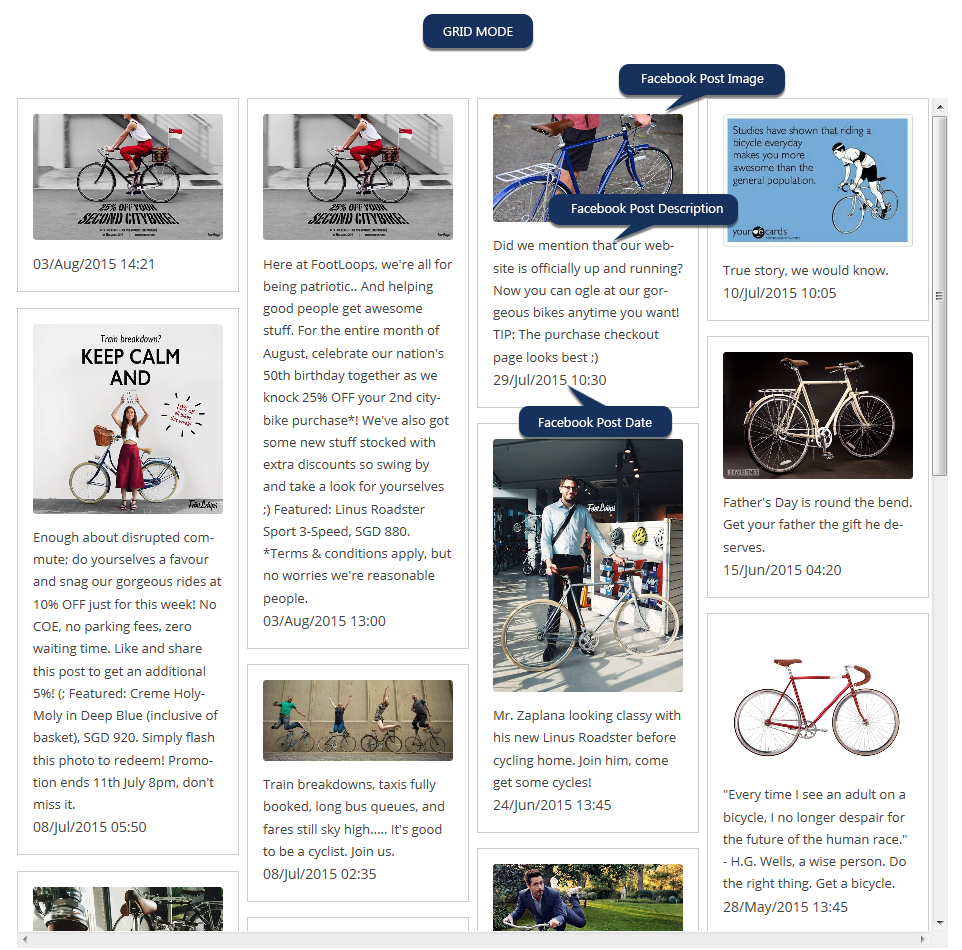 GRID MODE
Facebook Post Image
25% OFF YOUR
SECOND CITYBIKE!
03/Aug/2015 14:21
Train breakdown?
KEEP CALM
AND
FootLoops
Enough about disrupted com-
mute; do yourselves a favour
and snag our gorgeous rides at
10% OFF just for this week! No
COE, no parking fees, zero
waiting time. Like and share
this post to get an additional
5%! (; Featured: Creme Holy-
Moly in Deep Blue (inclusive of
basket), SGD 920. Simply flash
this photo to redeem! Promo-
tion ends 11th July 8pm, don't
miss it.
08/Jul/2015 05:50
25% OFF YOUR
SECOND CITYBIKE!
Here at FootLoops, we're all for
being patriotic.. And helping
good people get awesome
stuff. For the entire month of
August, celebrate our nation's
50th birthday together as we
knock 25% OFF your 2nd city-
bike purchase*! We've also got
some new stuff stocked with
extra discounts so swing by
and take a look for yourselves
;) Featured: Linus Roadster
Sport 3-Speed, SGD 880.
*Terms & conditions apply, but
no worries we're reasonable
people.
03/Aug/2015 13:00
Train breakdowns, taxis fully
booked, long bus queues, and
fares still sky high..... It's good
to be a cyclist. Join us.
08/Jul/2015 02:35
Facebook Post Description
Did we mention that our web-
site is officially up and running?
Now you can ogle at our gor-
geous bikes anytime you want!
TIP: The purchase checkout
page looks best ;)
29/Jul/2015 10:30
Facebook Post Date
FootLoops
Mr. Zaplana looking classy with
his new Linus Roadster before
cycling home. Join him, come
get some cycles!
24/Jun/2015 13:45
Studies have shown that riding a
bicycle everyday
makes you more
awesome than the
general population.
your cards
True story, we would know.
10/Jul/2015 10:05
Father's Day is round the bend.
Get your father the gift he de-
serves.
15/Jun/2015 04:20
"Every time I see an adult on a
bicycle, I no longer despair for
the future of the human race."
- H.G. Wells, a wise person. Do
the right thing. Get a bicycle.
28/May/2015 13:45